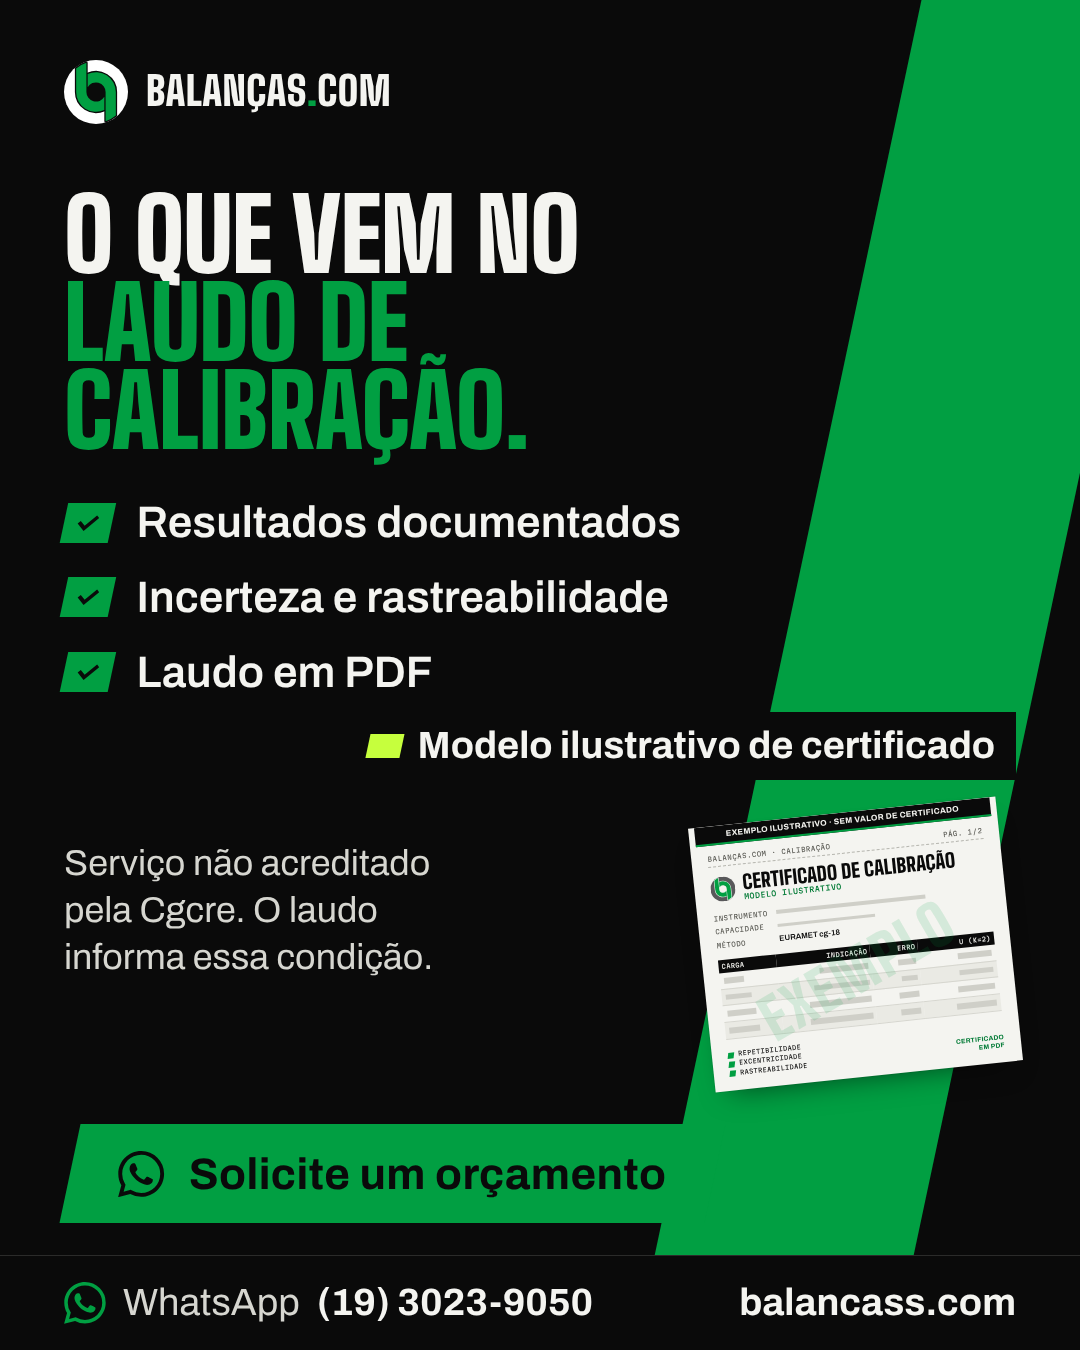 BALANÇAS.COM
O QUE VEM NO
LAUDO DE
CALIBRAÇÃO.
Resultados documentados
Incerteza e rastreabilidade
Laudo em PDF
Modelo ilustrativo de certificado
Serviço não acreditado
pela Cgcre. O laudo
informa essa condição.
EXEMPLO ILUSTRATIVO · SEM VALOR DE CERTIFICADO
BALANÇAS.COM · CALIBRAÇÃO
PÁG. 1/2
CERTIFICADO DE CALIBRAÇÃO
MODELO ILUSTRATIVO
INSTRUMENTO
CAPACIDADE
MÉTODO EURAMET cg-18
CARGA INDICAÇÃO ERRO U (K=2)
EXEMPLO
REPETIBILIDADE
EXCENTRICIDADE
RASTREABILIDADE
CERTIFICADO
EM PDF
Solicite um orçamento
WhatsApp (19) 3023-9050
balancass.com